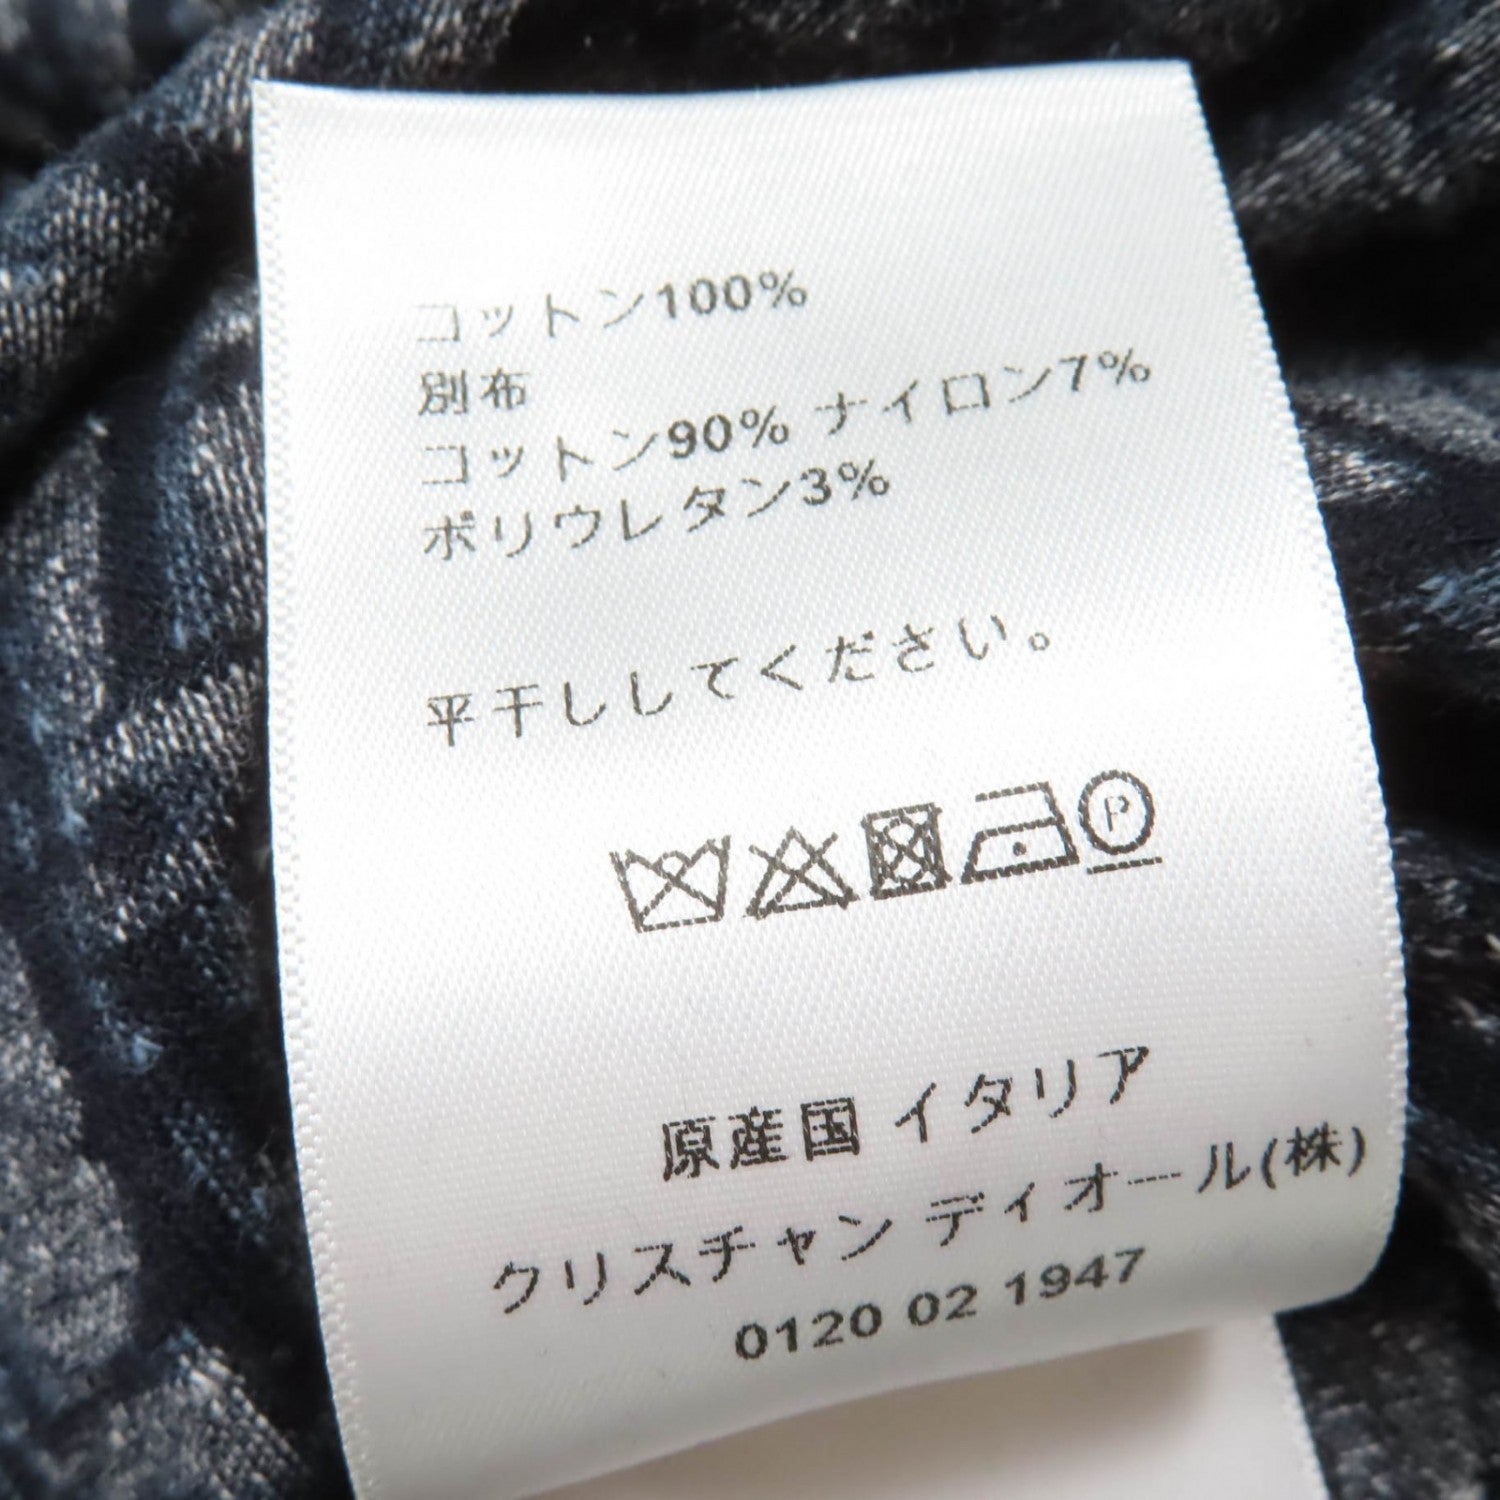 コットン100%
別布
コットン90% ナイロン7%
ポリウレタン3%
平干ししてください。
P
原産国 イタリア
クリスチャン ディオール(株)
0120 02 1947